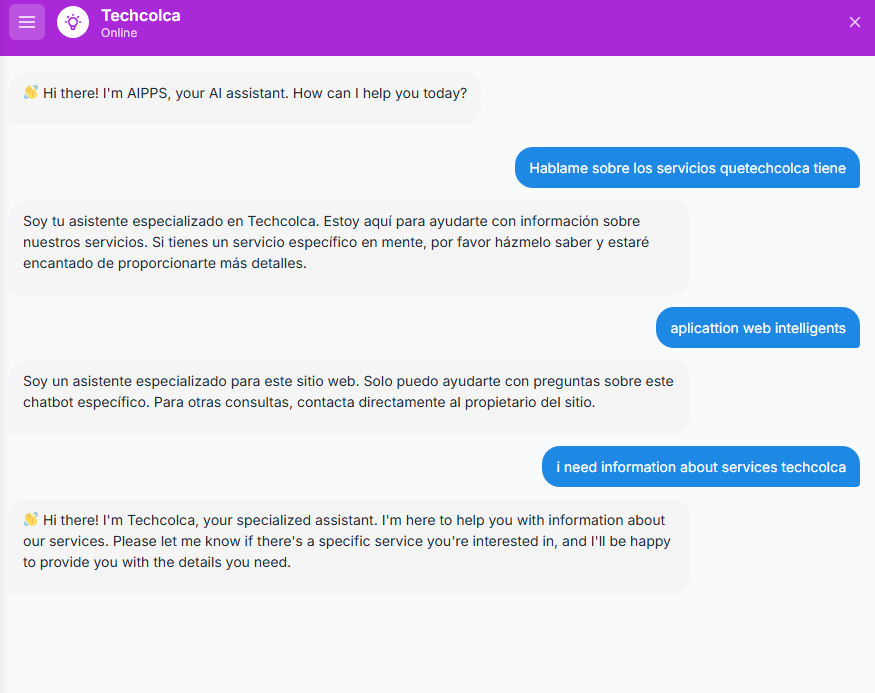 Techcolca
Online
👋 Hi there! I'm AIPPS, your AI assistant. How can I help you today?
Hablame sobre los servicios quetechcolca tiene
Soy tu asistente especializado en Techcolca. Estoy aquí para ayudarte con información sobre
nuestros servicios. Si tienes un servicio específico en mente, por favor házmelo saber y estaré
encantado de proporcionarte más detalles.
aplicattion web intelligents
Soy un asistente especializado para este sitio web. Solo puedo ayudarte con preguntas sobre este
chatbot específico. Para otras consultas, contacta directamente al propietario del sitio.
i need information about services techcolca
👋 Hi there! I'm Techcolca, your specialized assistant. I'm here to help you with information about
our services. Please let me know if there's a specific service you're interested in, and I'll be happy
to provide you with the details you need.